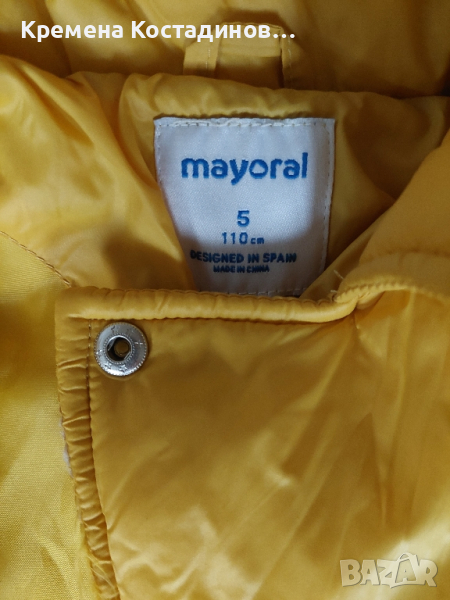 Кремена Костадинов...
mayoral
5
110cm
DESIGNED IN SPAIN
MADE IN CHINA
BAZAR